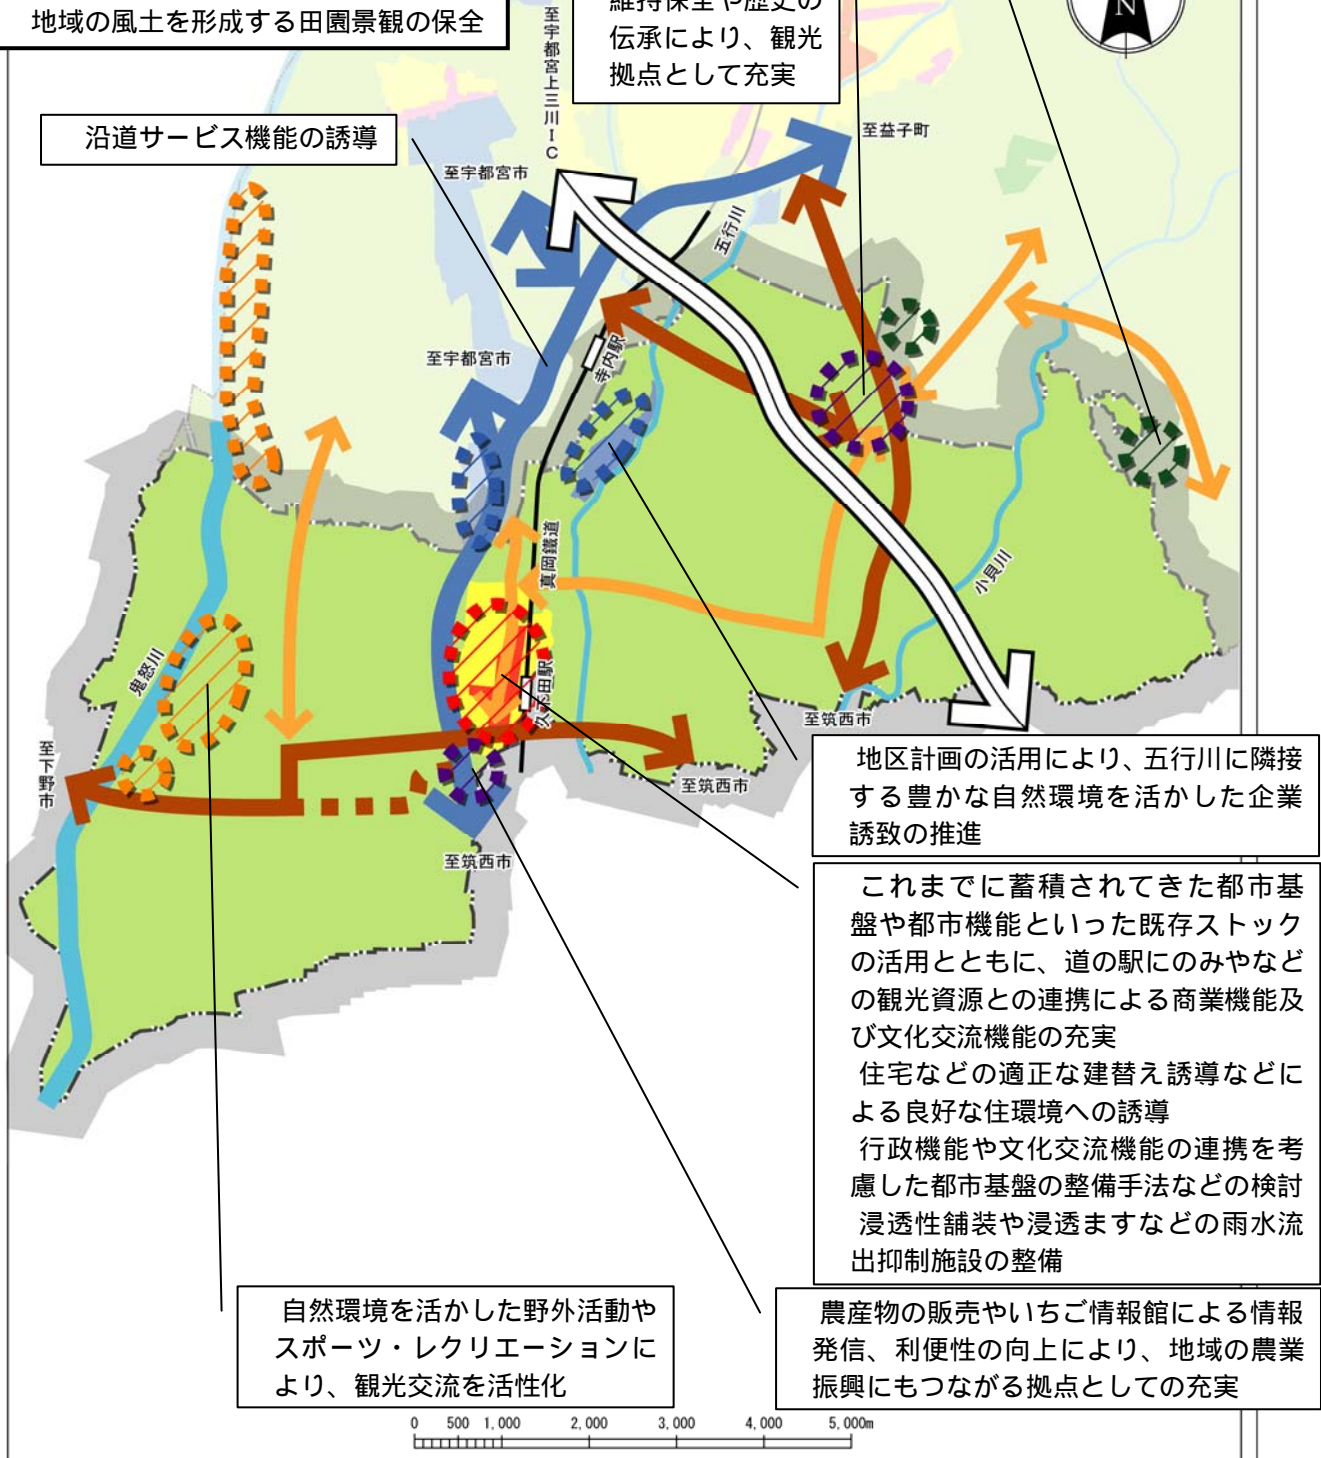 地域の風土を形成する田園景観の保全
維持保全や歴史の
伝承により、観光
拠点として充実
N
至宇都宮上三川IC
沿道サービス機能の誘導
至宇都宮市
至益子町
五行川
至宇都宮市
寺内駅
真岡鐵道
小貝川
鬼怒川
久下田駅
至下野市
至筑西市
至筑西市
至筑西市
地区計画の活用により、五行川に隣接
する豊かな自然環境を活かした企業
誘致の推進
これまでに蓄積されてきた都市基
盤や都市機能といった既存ストック
の活用とともに、道の駅にのみやなど
の観光資源との連携による商業機能及
び文化交流機能の充実
住宅などの適正な建替え誘導などに
よる良好な住環境への誘導
行政機能や文化交流機能の連携を考
慮した都市基盤の整備手法などの検討
浸透性舗装や浸透ますなどの雨水流
出抑制施設の整備
自然環境を活かした野外活動や
スポーツ・レクリエーションに
より、観光交流を活性化
農産物の販売やいちご情報館による情報
発信、利便性の向上により、地域の農業
振興にもつながる拠点としての充実
0 500 1,000 2,000 3,000 4,000 5,000m